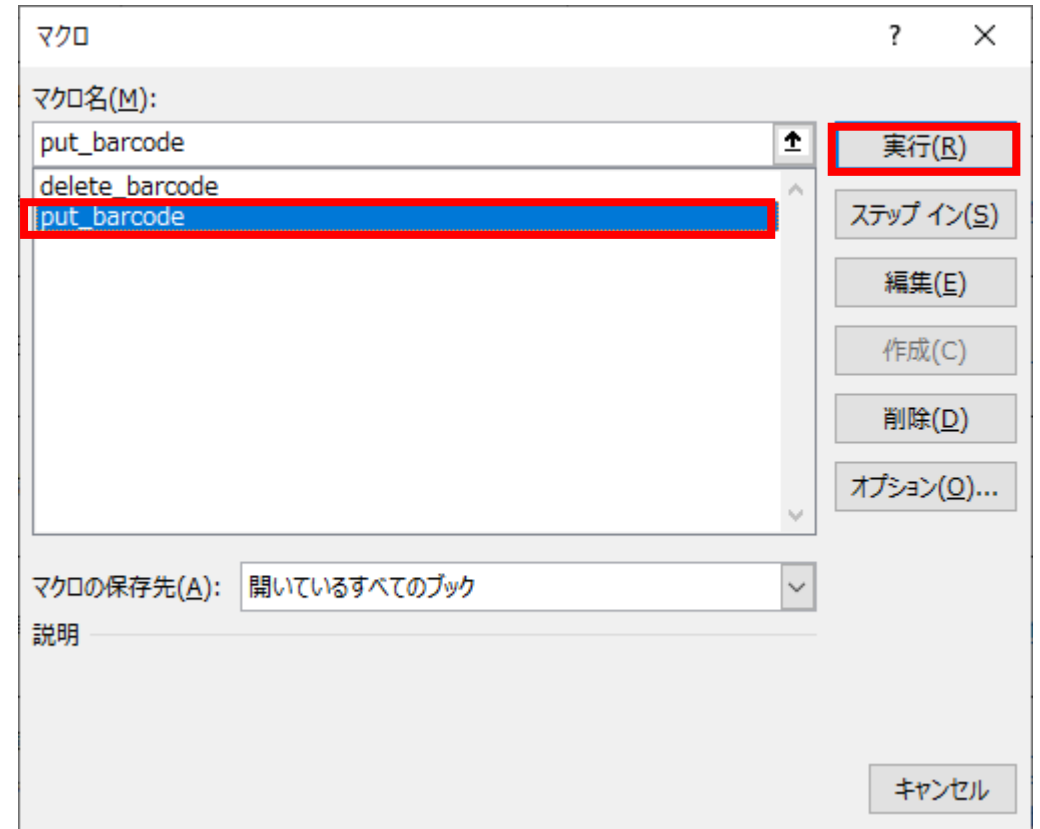 マクロ
?
マクロ名(M):
put_barcode
実行(R)
delete_barcode
put_barcode
ステップ イン(S)
編集(E)
作成(C)
削除(D)
オプション(O)...
マクロの保存先(A):
開いているすべてのブック
説明
キャンセル